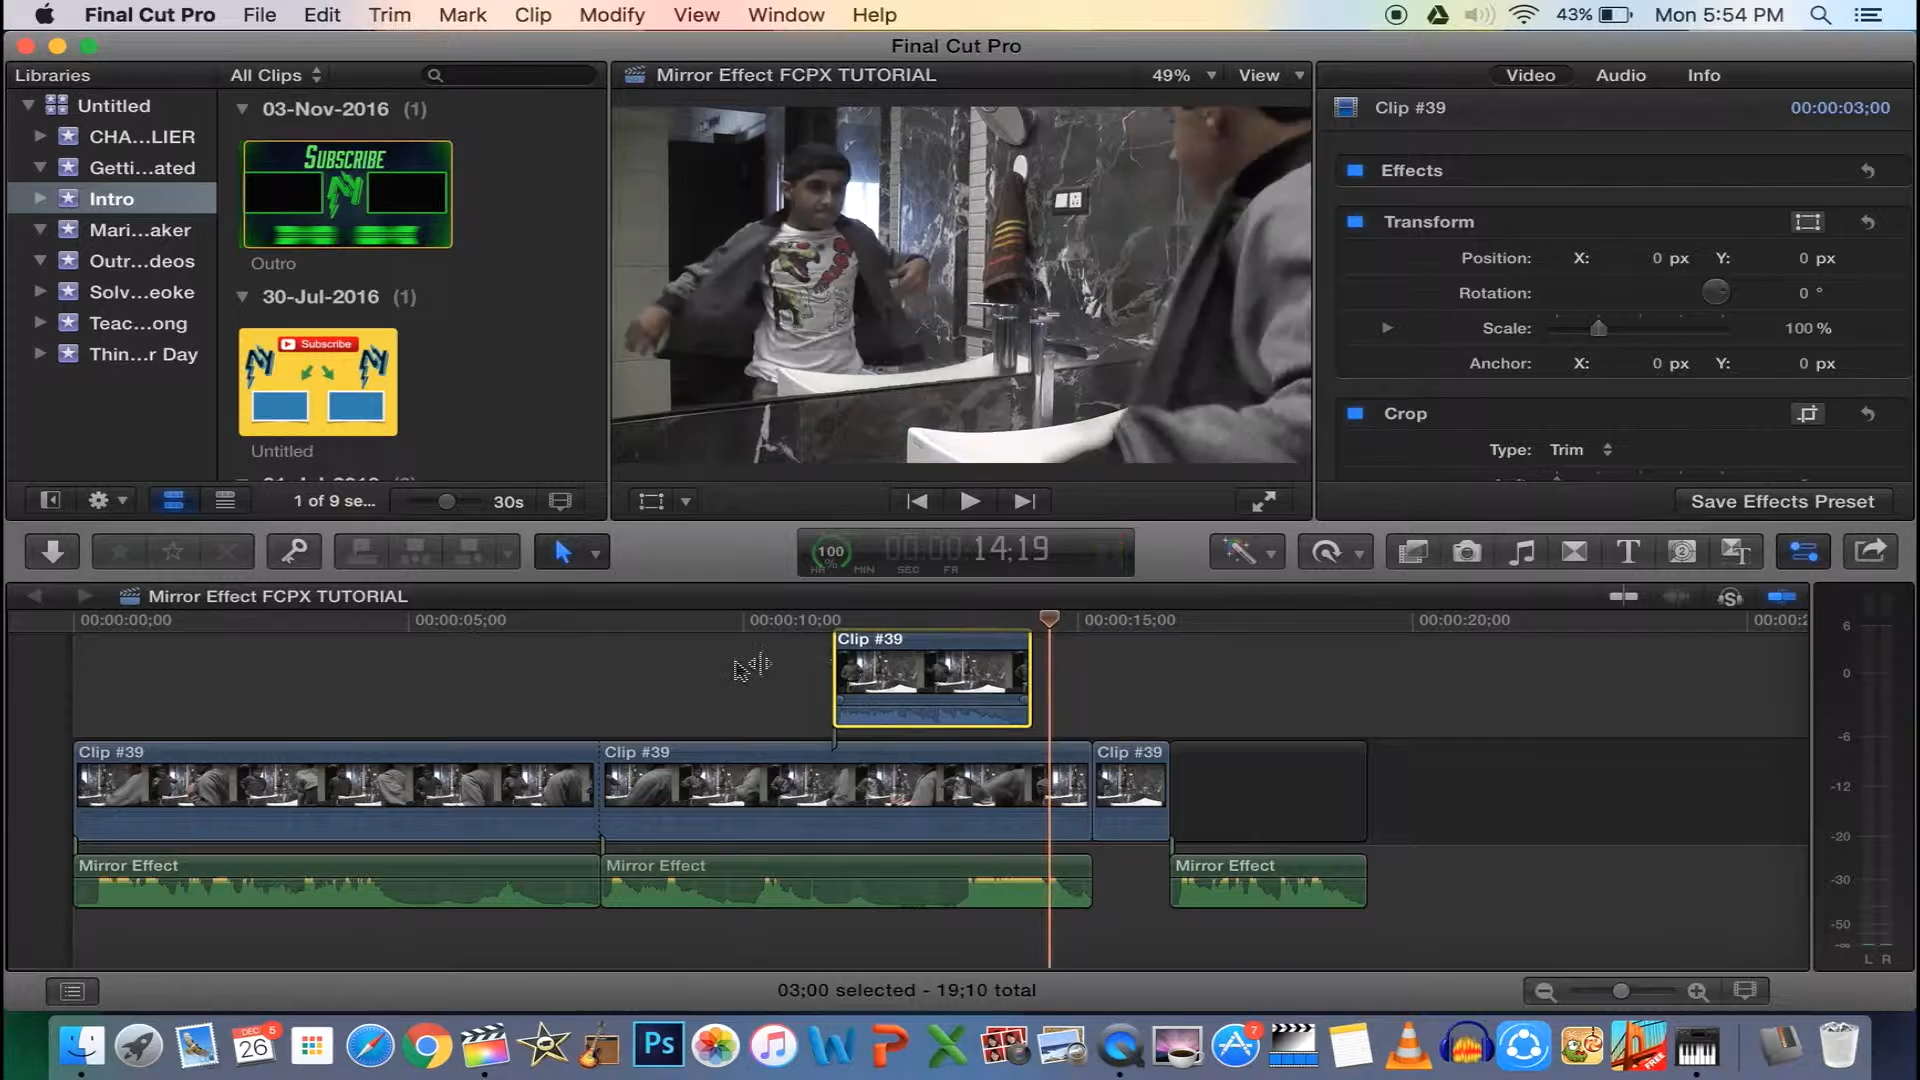 Final Cut Pro File Edit Trim Mark Clip Modify View Window Help 43% Mon 5:54 PM
Final Cut Pro
Libraries All Clips
Untitled
CHA...LIER
Getti...ated
Intro
Mari...aker
Outr...deos
Solv...eoke
Teac...ong
Thin...r Day
03-Nov-2016 (1)
SUBSCRIBE
Outro
30-Jul-2016 (1)
Subscribe
Untitled
1 of 9 se... 30s
Mirror Effect FCPX TUTORIAL 49% View
Video Audio Info
Clip #39 00:00:03;00
Effects
Transform
Position: X: 0 px Y: 0 px
Rotation: 0 °
Scale: 100 %
Anchor: X: 0 px Y: 0 px
Crop
Type: Trim
Save Effects Preset
100 % 00:00:14;19
HR MIN SEC FR
Mirror Effect FCPX TUTORIAL
00:00:00;00 00:00:05;00 00:00:10;00 00:00:15;00 00:00:20;00 00:00:2
Clip #39
Clip #39 Clip #39 Clip #39
Mirror Effect Mirror Effect Mirror Effect
6
0
-6
-12
-20
-30
-50
-∞
L R
03;00 selected - 19;10 total
DEC 5
26
Ps
7
FREE